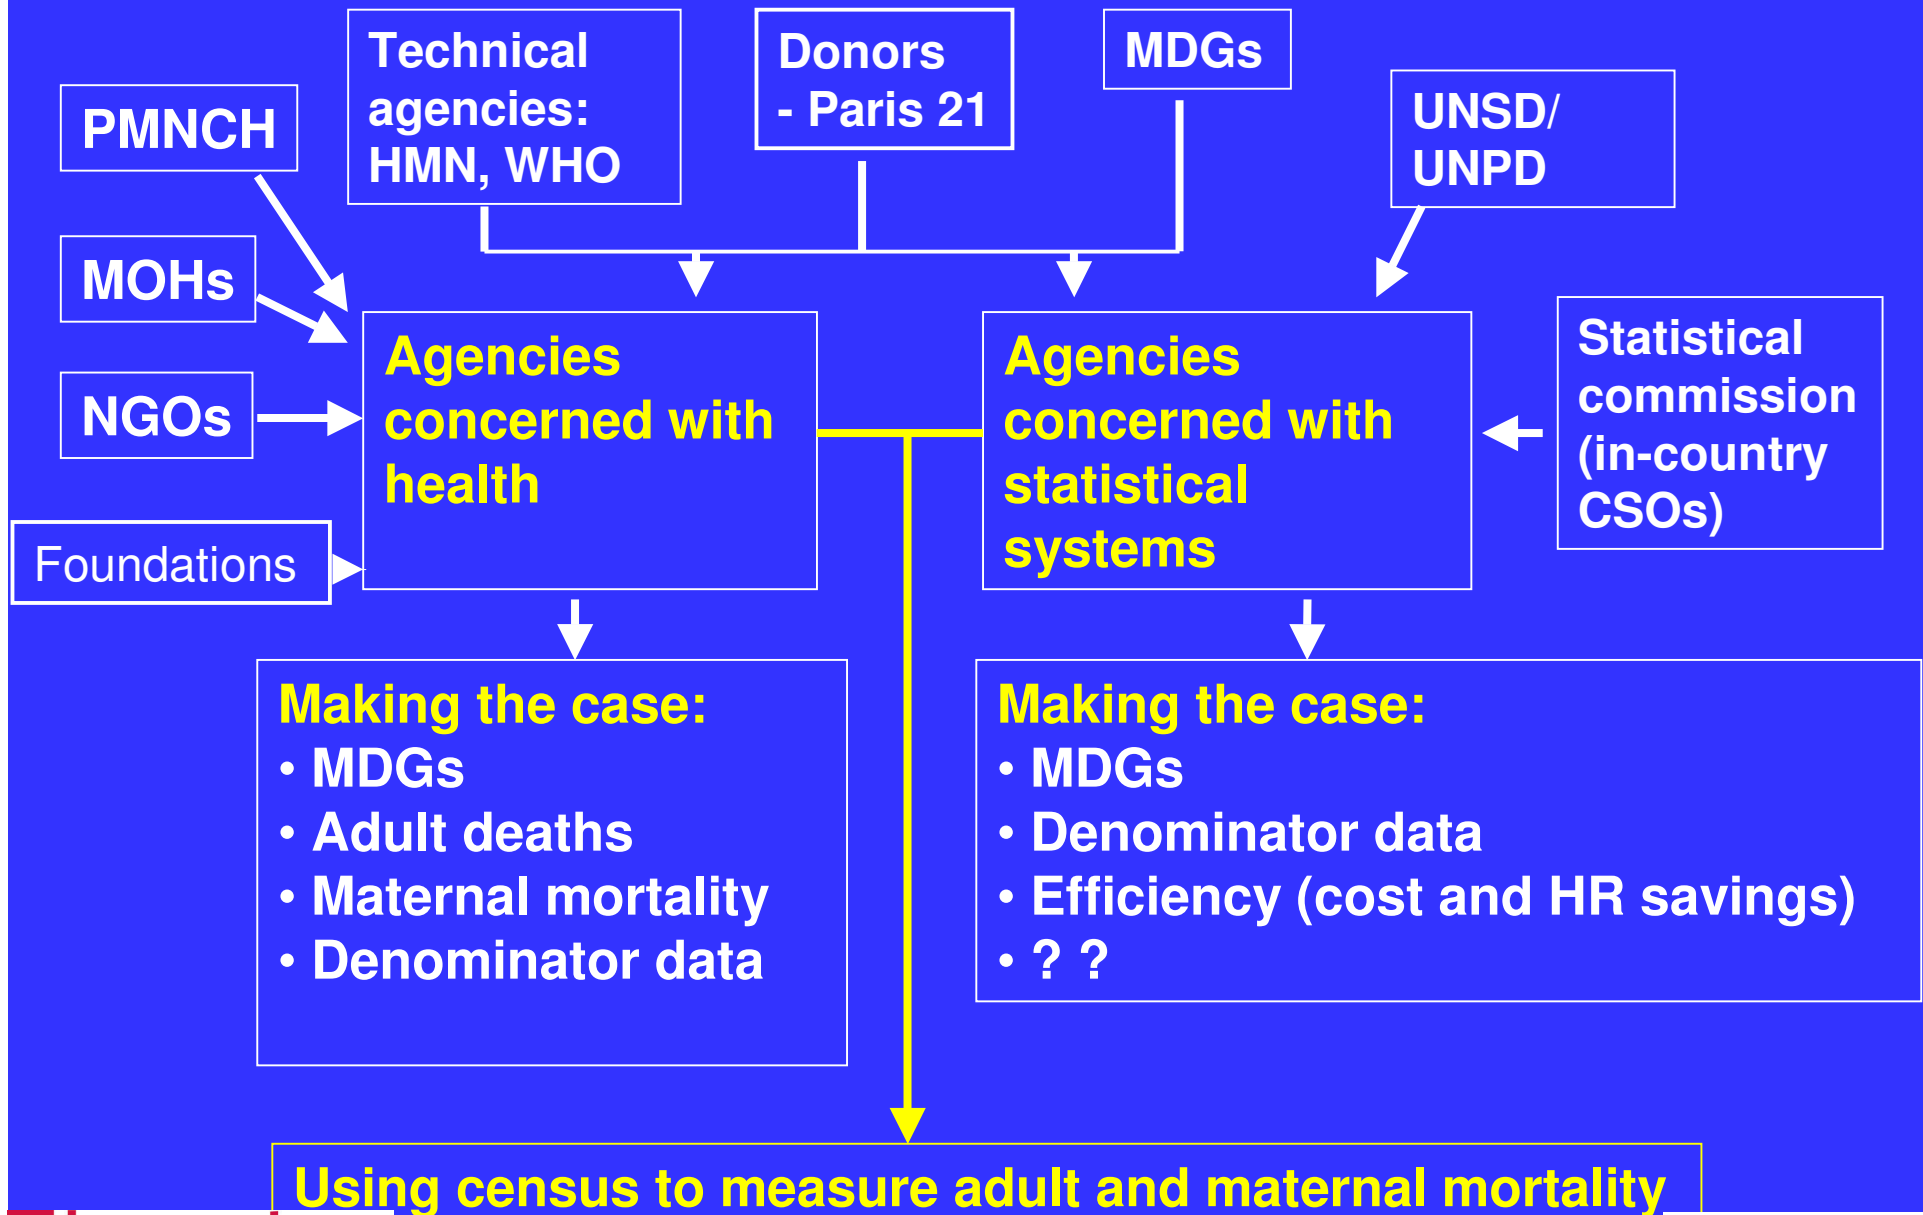 Technical
agencies:
HMN, WHO
Donors
- Paris 21
MDGs
UNSD/
UNPD
PMNCH
MOHs
NGOs
Foundations
Agencies
concerned with
health
Agencies
concerned with
statistical
systems
Statistical
commission
(in-country
CSOs)
Making the case:
• MDGs
• Adult deaths
• Maternal mortality
• Denominator data
Making the case:
• MDGs
• Denominator data
• Efficiency (cost and HR savings)
• ? ?
Using census to measure adult and maternal mortality